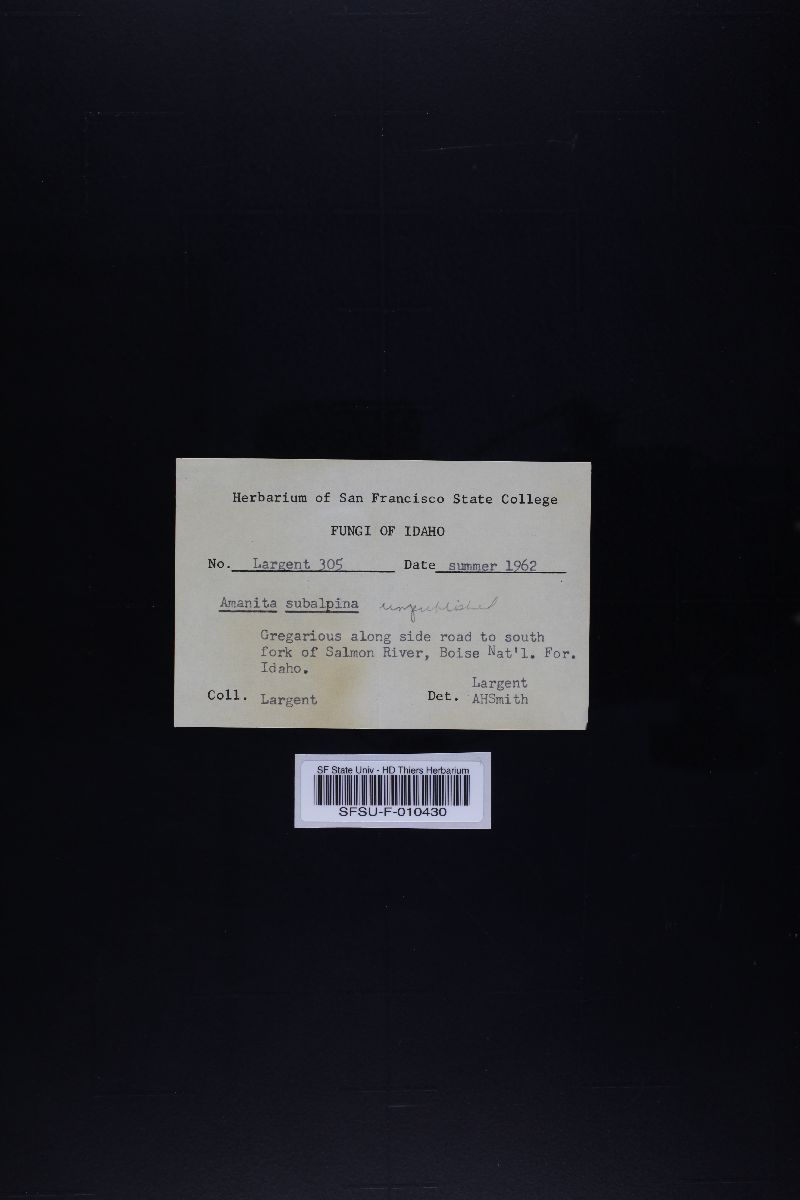 Herbarium of San Francisco State College
FUNGI OF IDAHO
No. Largent 305 Date summer 1962
Amanita subalpina unpublished
Gregarious along side road to south
fork of Salmon River, Boise Nat'l. For.
Idaho.
Largent
Coll. Largent Det. AHSmith
SF State Univ - HD Thiers Herbarium
SFSU-F-010430